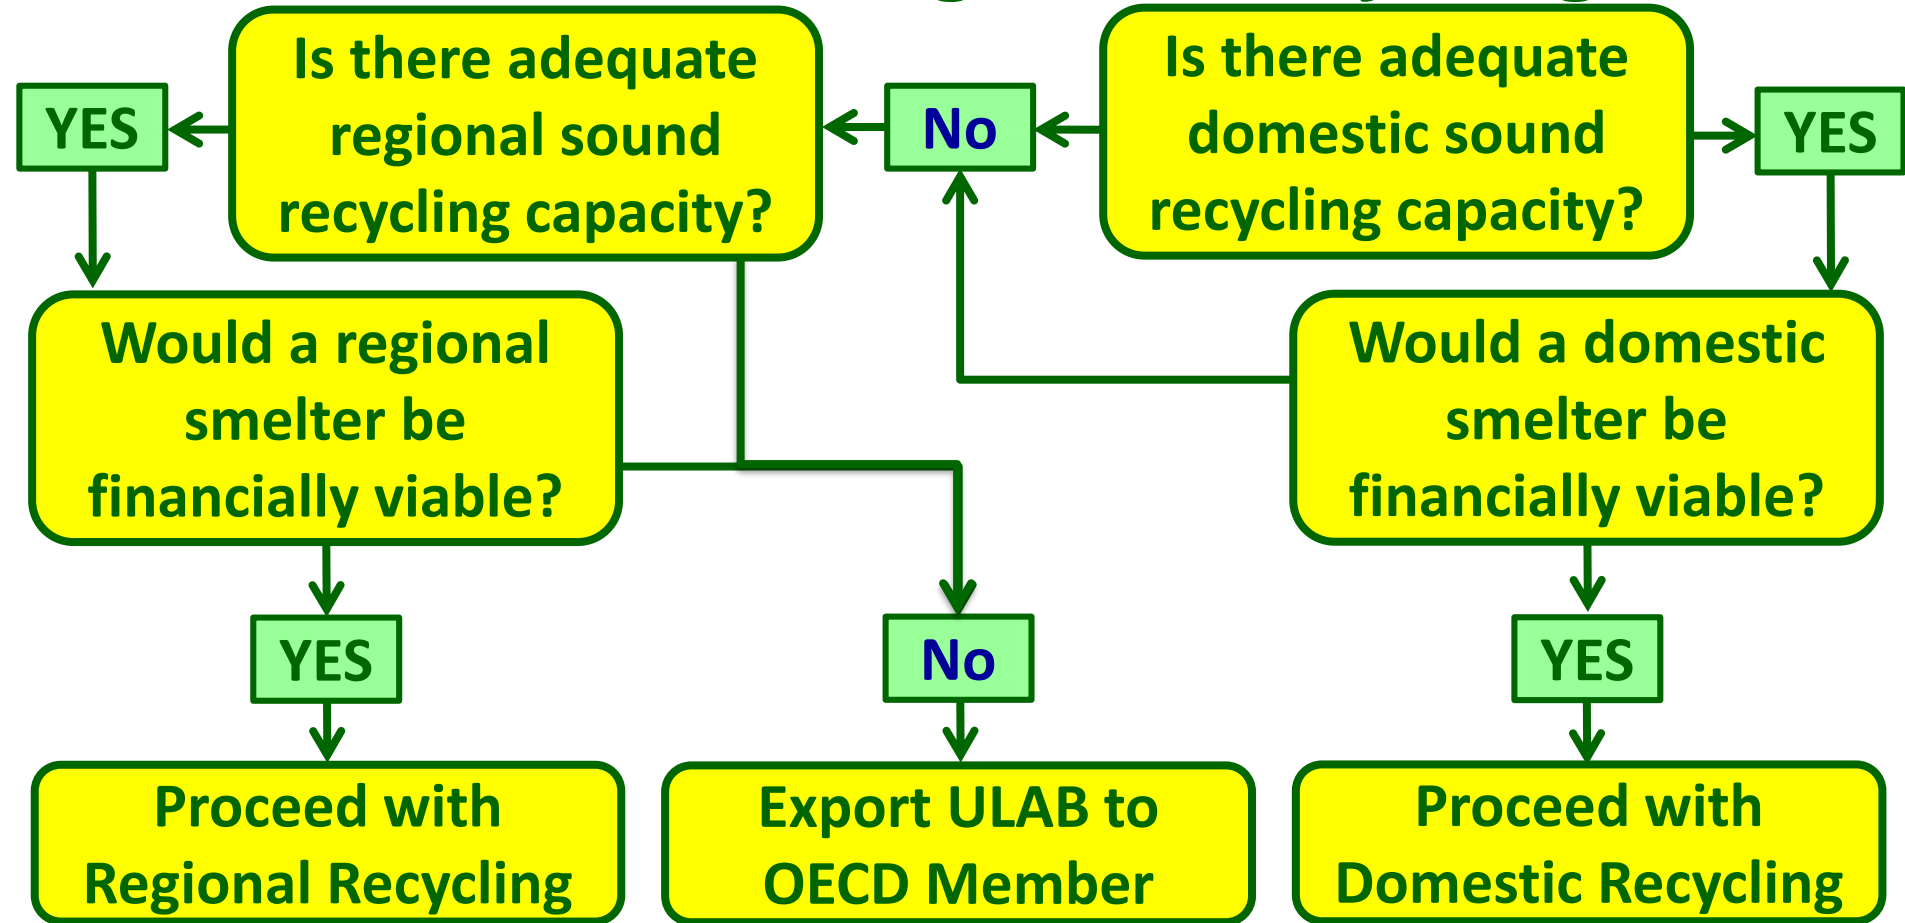 Is there adequate
regional sound
recycling capacity?
Is there adequate
domestic sound
recycling capacity?
YES
No
YES
Would a regional
smelter be
financially viable?
Would a domestic
smelter be
financially viable?
YES
No
YES
Proceed with
Regional Recycling
Export ULAB to
OECD Member
Proceed with
Domestic Recycling